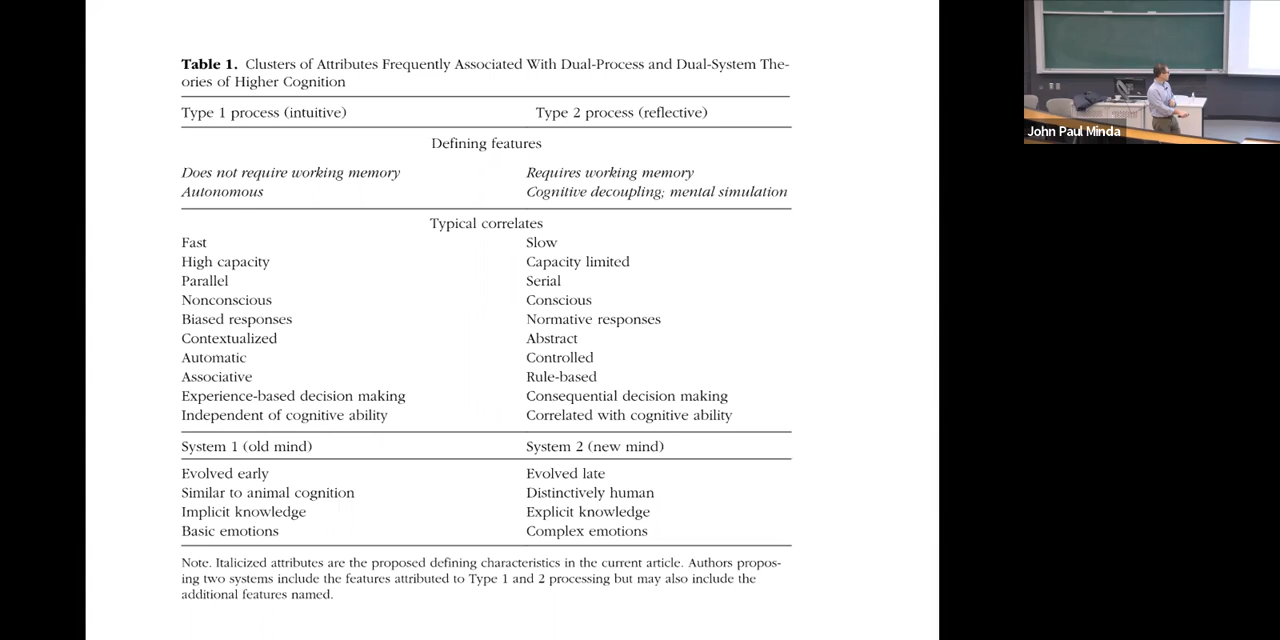 Table 1. Clusters of Attributes Frequently Associated With Dual-Process and Dual-System The-
ories of Higher Cognition
Type 1 process (intuitive) Type 2 process (reflective)
Defining features
Does not require working memory Requires working memory
Autonomous Cognitive decoupling; mental simulation
Typical correlates
Fast Slow
High capacity Capacity limited
Parallel Serial
Nonconscious Conscious
Biased responses Normative responses
Contextualized Abstract
Automatic Controlled
Associative Rule-based
Experience-based decision making Consequential decision making
Independent of cognitive ability Correlated with cognitive ability
System 1 (old mind) System 2 (new mind)
Evolved early Evolved late
Similar to animal cognition Distinctively human
Implicit knowledge Explicit knowledge
Basic emotions Complex emotions
Note. Italicized attributes are the proposed defining characteristics in the current article. Authors propos-
ing two systems include the features attributed to Type 1 and 2 processing but may also include the
additional features named.
John Paul Minda